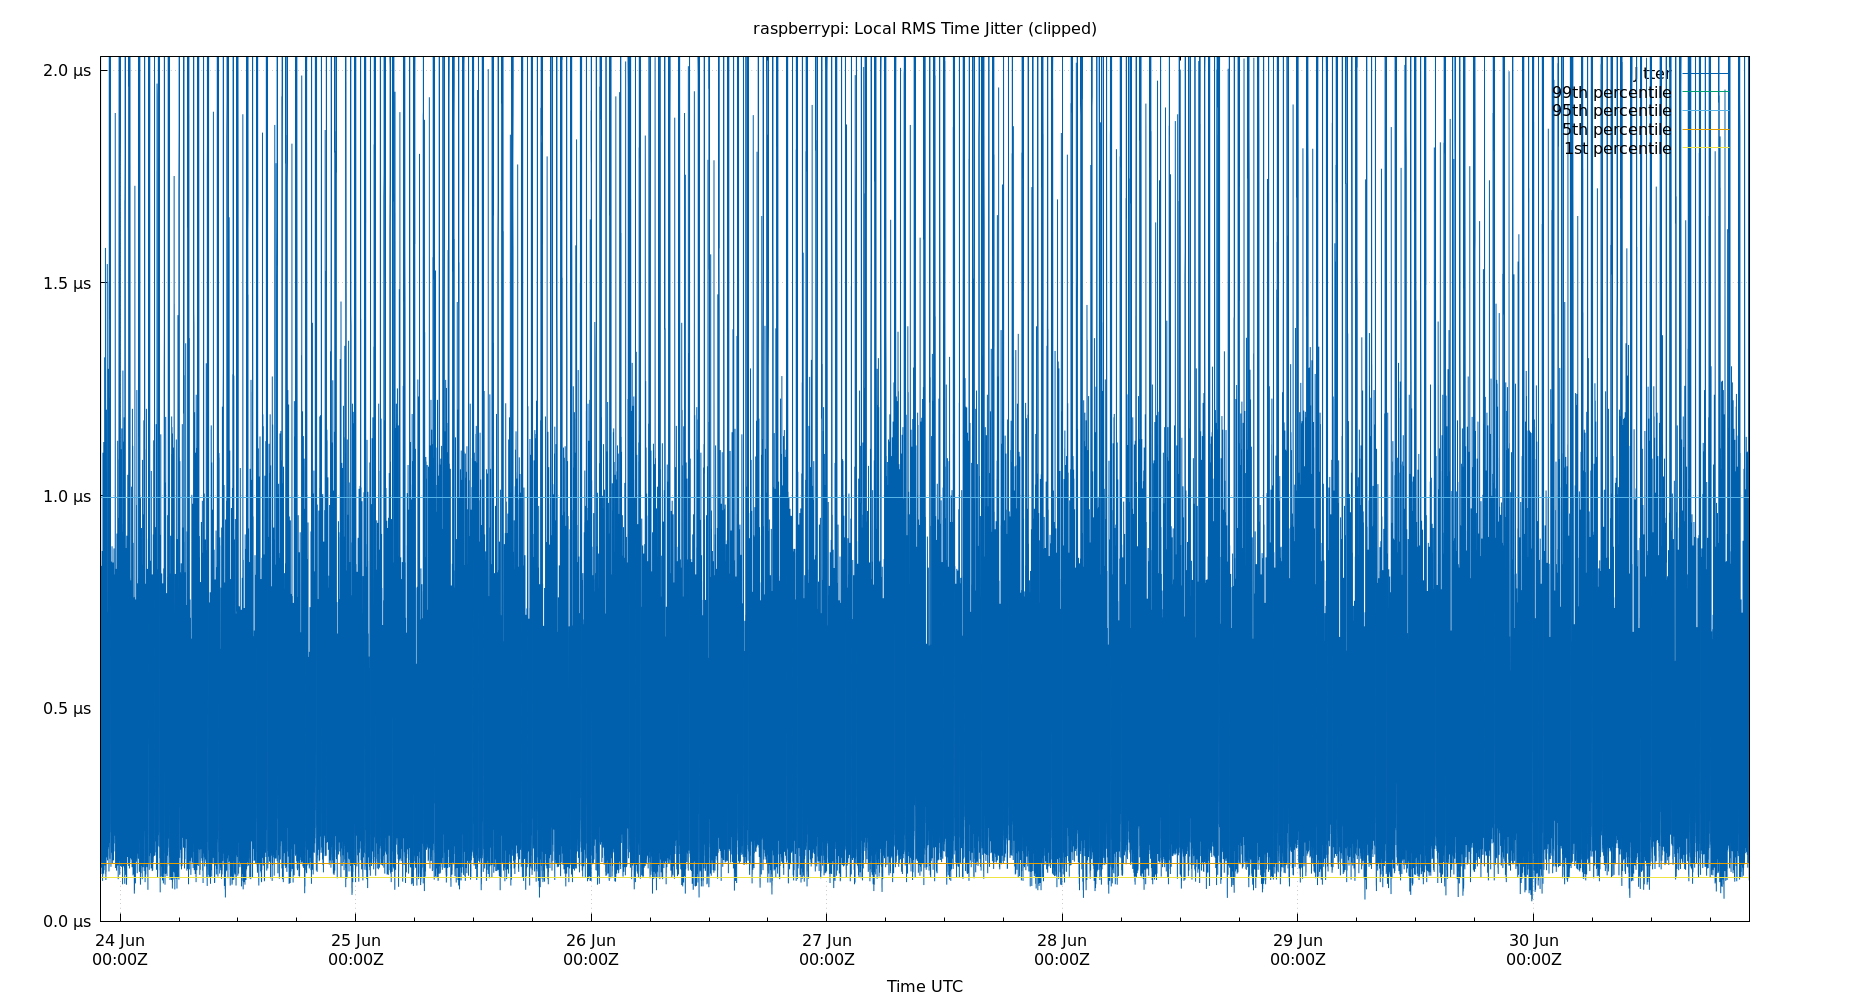 raspberrypi: Local RMS Time Jitter (clipped)
2.0 µs
1.5 µs
1.0 µs
0.5 µs
0.0 µs
jitter
99th percentile
95th percentile
5th percentile
1st percentile
24 Jun 25 Jun 26 Jun 27 Jun 28 Jun 29 Jun 30 Jun
00:00Z 00:00Z 00:00Z 00:00Z 00:00Z 00:00Z 00:00Z
Time UTC